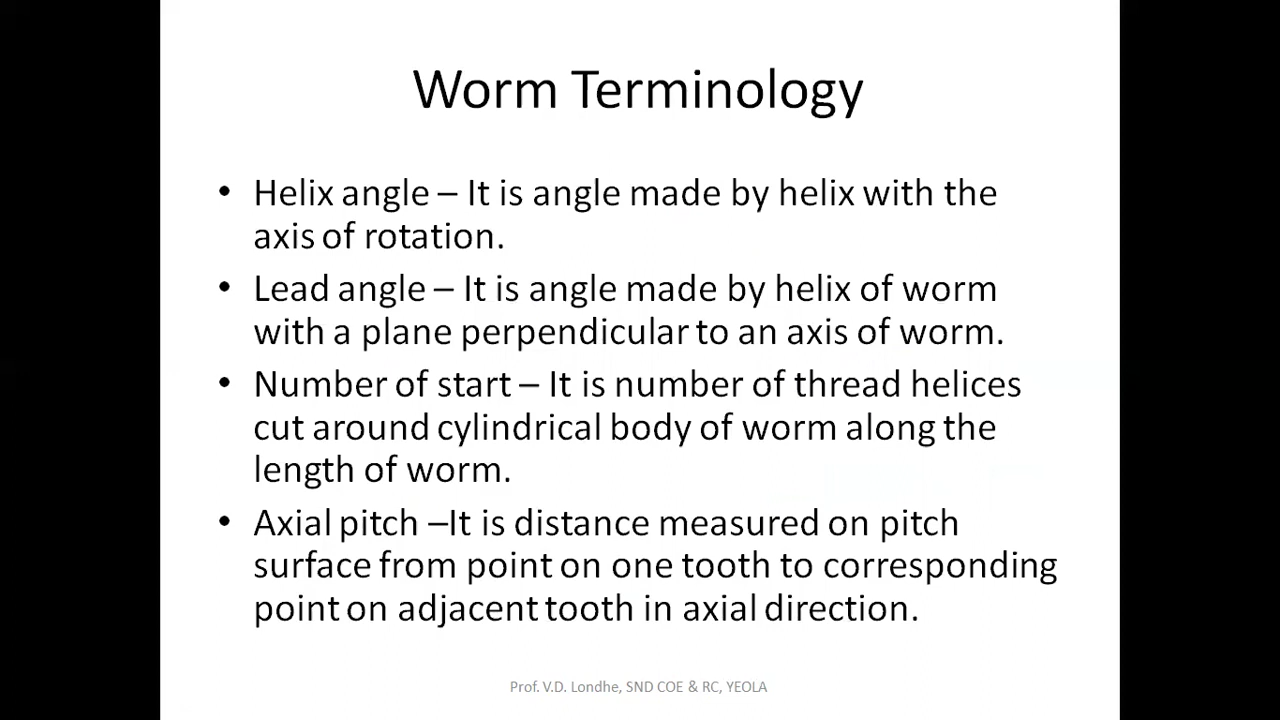 Worm Terminology
• Helix angle – It is angle made by helix with the
axis of rotation.
• Lead angle – It is angle made by helix of worm
with a plane perpendicular to an axis of worm.
• Number of start – It is number of thread helices
cut around cylindrical body of worm along the
length of worm.
• Axial pitch –It is distance measured on pitch
surface from point on one tooth to corresponding
point on adjacent tooth in axial direction.
Prof. V.D. Londhe, SND COE & RC, YEOLA